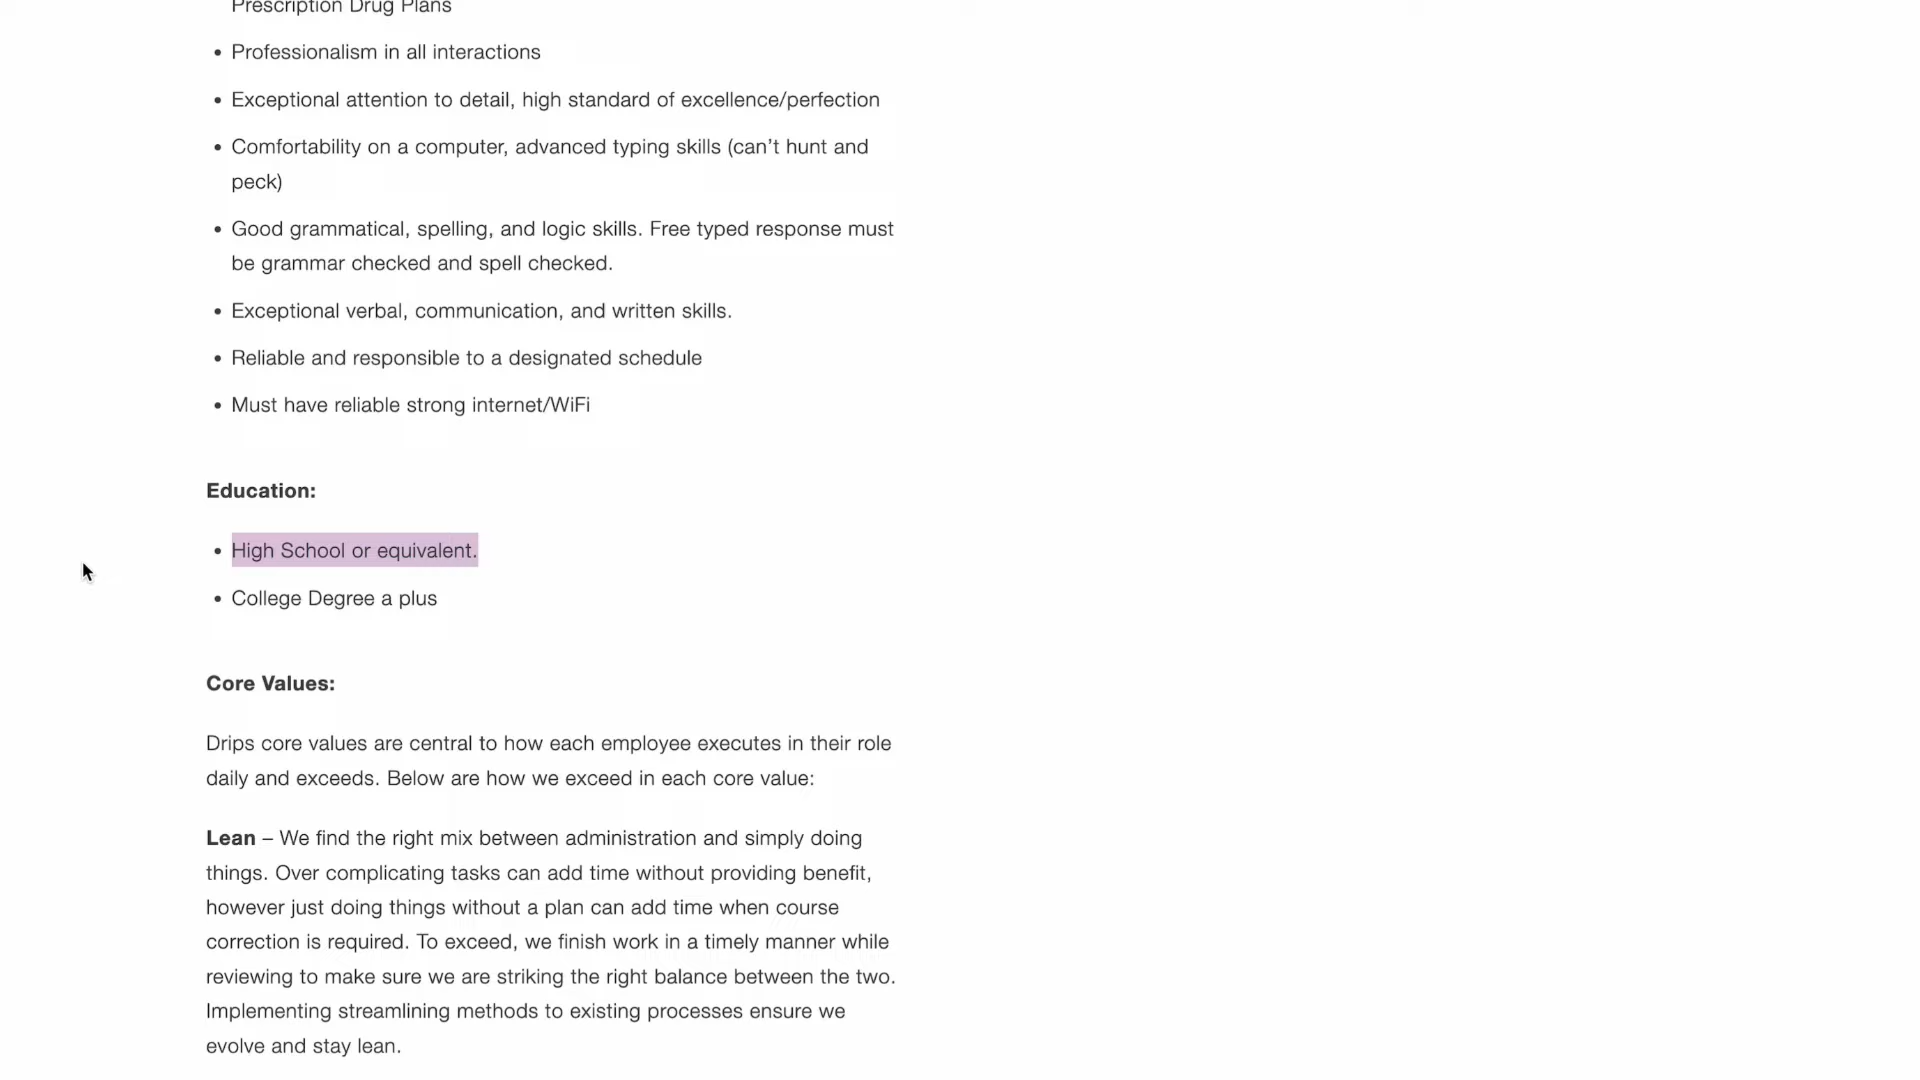 Prescription Drug Plans
• Professionalism in all interactions
• Exceptional attention to detail, high standard of excellence/perfection
• Comfortability on a computer, advanced typing skills (can’t hunt and
peck)
• Good grammatical, spelling, and logic skills. Free typed response must
be grammar checked and spell checked.
• Exceptional verbal, communication, and written skills.
• Reliable and responsible to a designated schedule
• Must have reliable strong internet/WiFi
Education:
• High School or equivalent.
• College Degree a plus
Core Values:
Drips core values are central to how each employee executes in their role
daily and exceeds. Below are how we exceed in each core value:
Lean – We find the right mix between administration and simply doing
things. Over complicating tasks can add time without providing benefit,
however just doing things without a plan can add time when course
correction is required. To exceed, we finish work in a timely manner while
reviewing to make sure we are striking the right balance between the two.
Implementing streamlining methods to existing processes ensure we
evolve and stay lean.